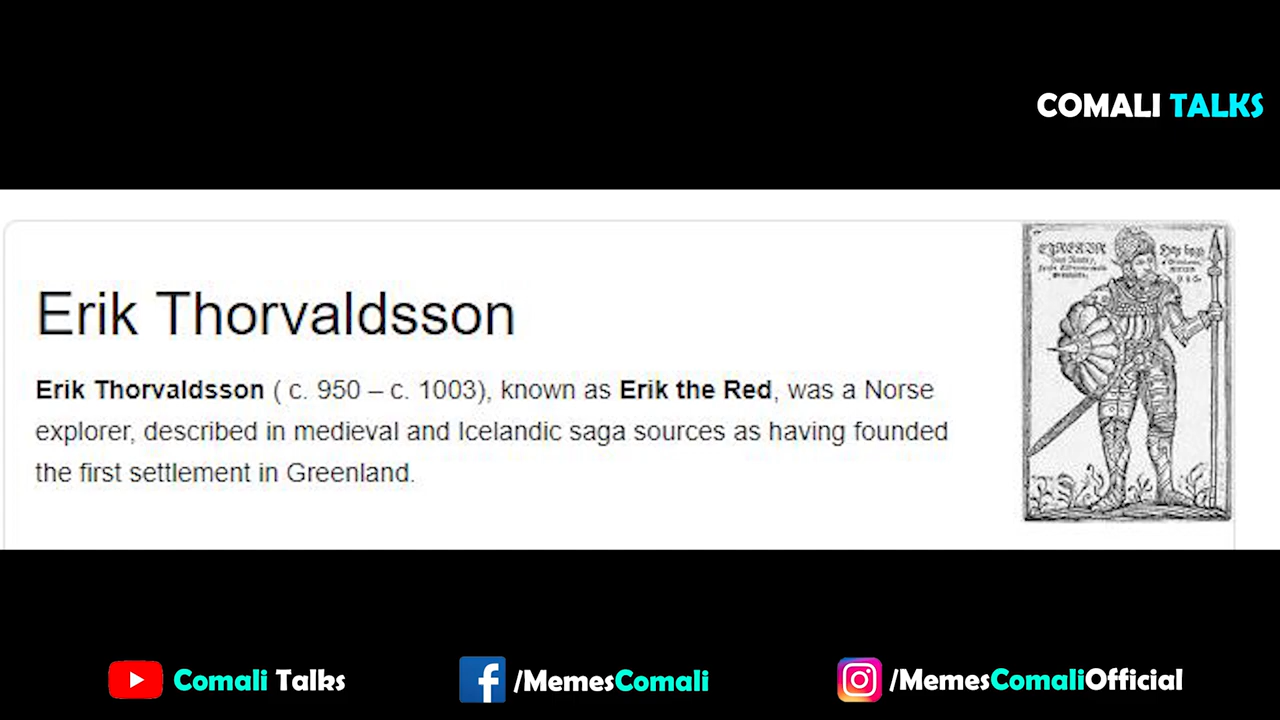 COMALI TALKS
Erik Thorvaldsson
Erik Thorvaldsson ( c. 950 – c. 1003), known as Erik the Red, was a Norse
explorer, described in medieval and Icelandic saga sources as having founded
the first settlement in Greenland.
Comali Talks
/MemesComali
/MemesComaliOfficial